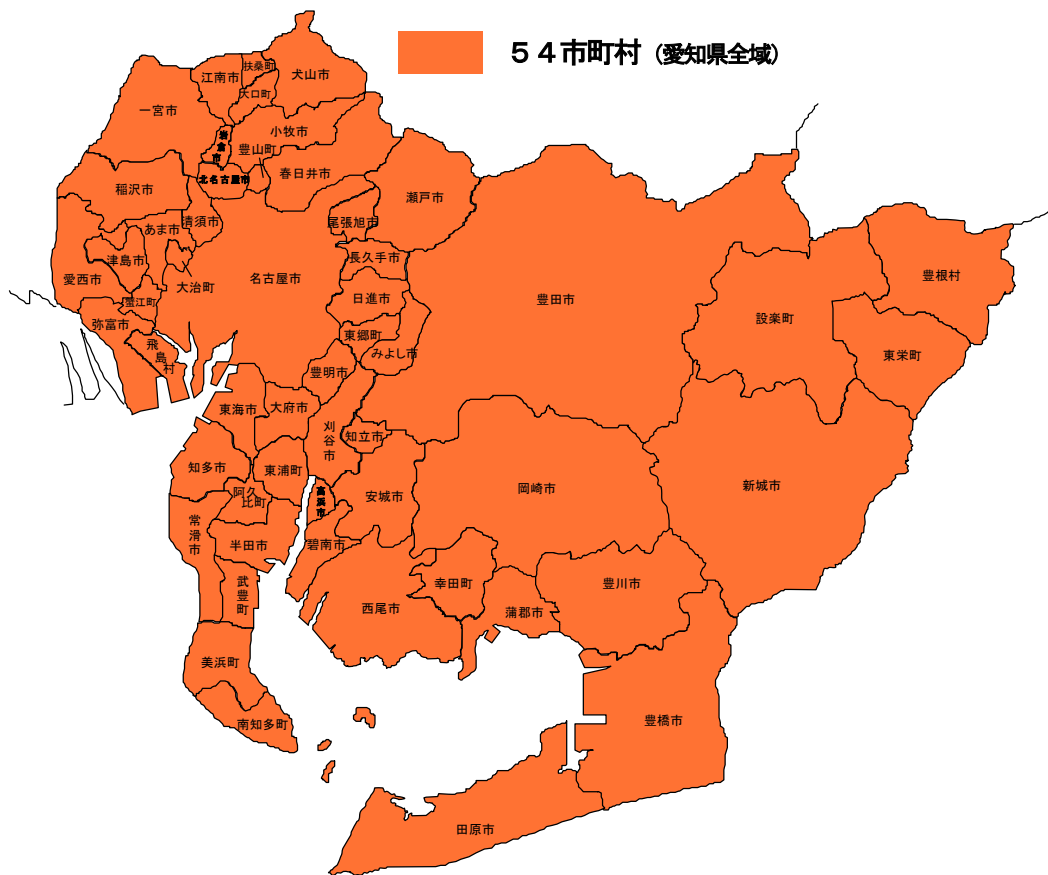 ５４市町村（愛知県全域）
扶桑町
江南市
犬山市
大口町
一宮市
小牧市
岩倉市
豊山町
春日井市
北名古屋市
稲沢市
瀬戸市
清須市
尾張旭市
あま市
長久手市
津島市
名古屋市
愛西市
大治町
豊根村
日進市
豊田市
蟹江町
設楽町
弥富市
東郷町
飛島村
みよし市
東栄町
豊明市
東海市
大府市
刈谷市
知立市
知多市
東浦町
新城市
岡崎市
阿久比町
安城市
高浜市
常滑市
半田市
碧南市
武豊町
幸田町
豊川市
西尾市
蒲郡市
美浜町
南知多町
豊橋市
田原市